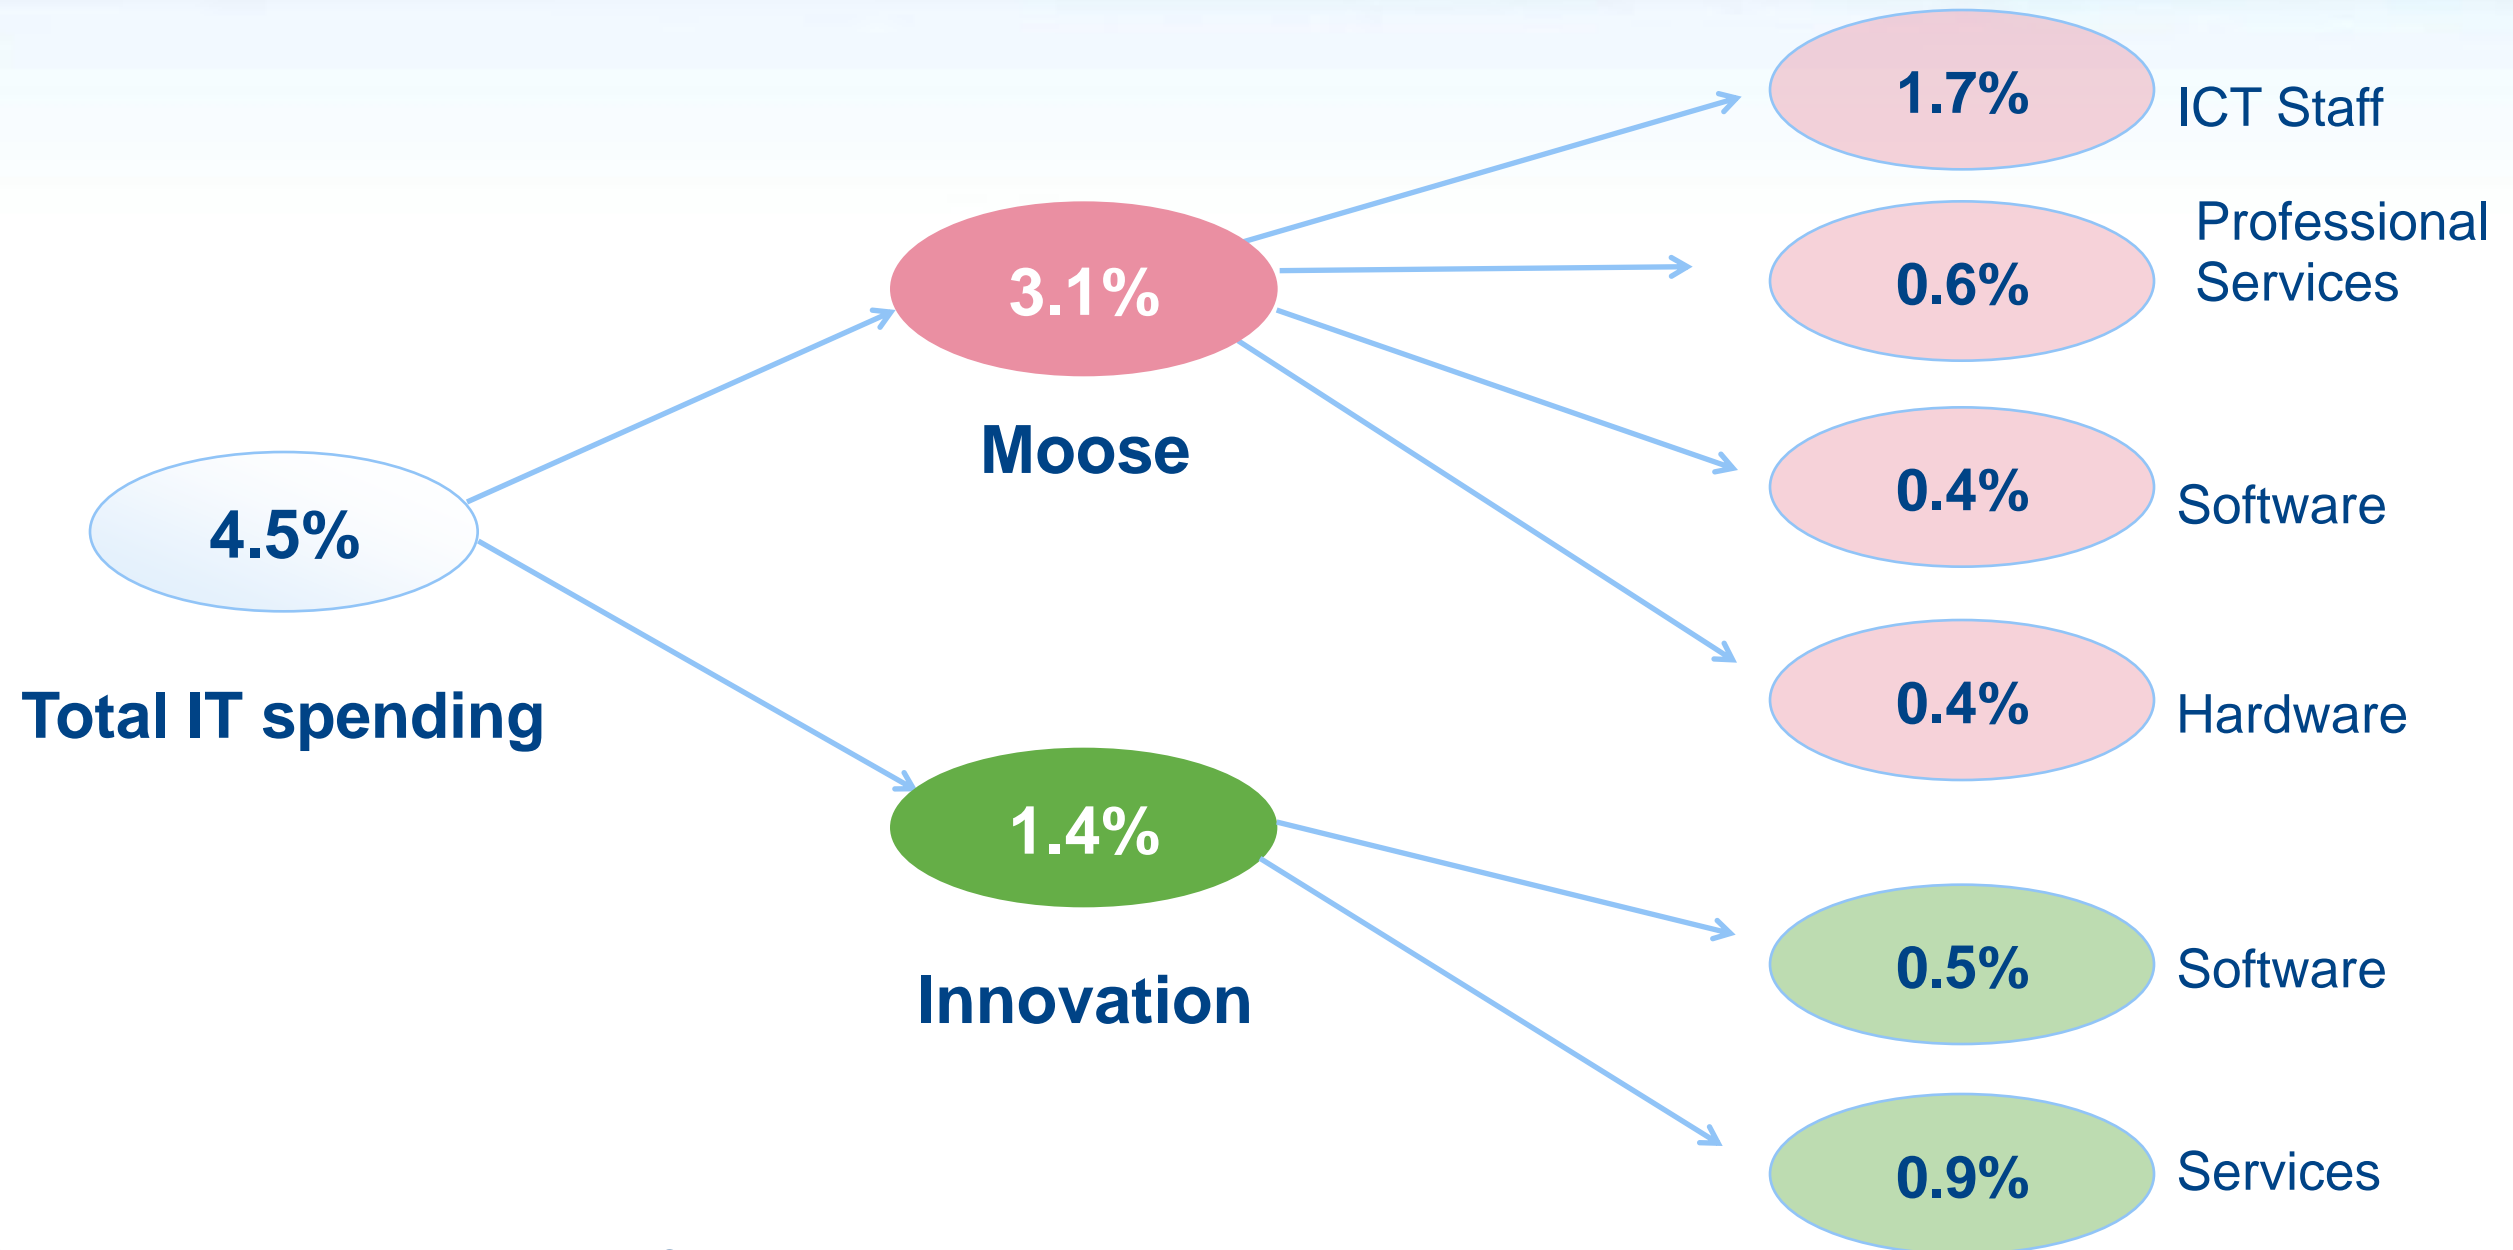 1.7%
ICT Staff
Professional
Services
0.6%
3.1%
Moose
0.4%
Software
4.5%
Total IT spending
0.4%
Hardware
1.4%
Innovation
0.5%
Software
0.9%
Services